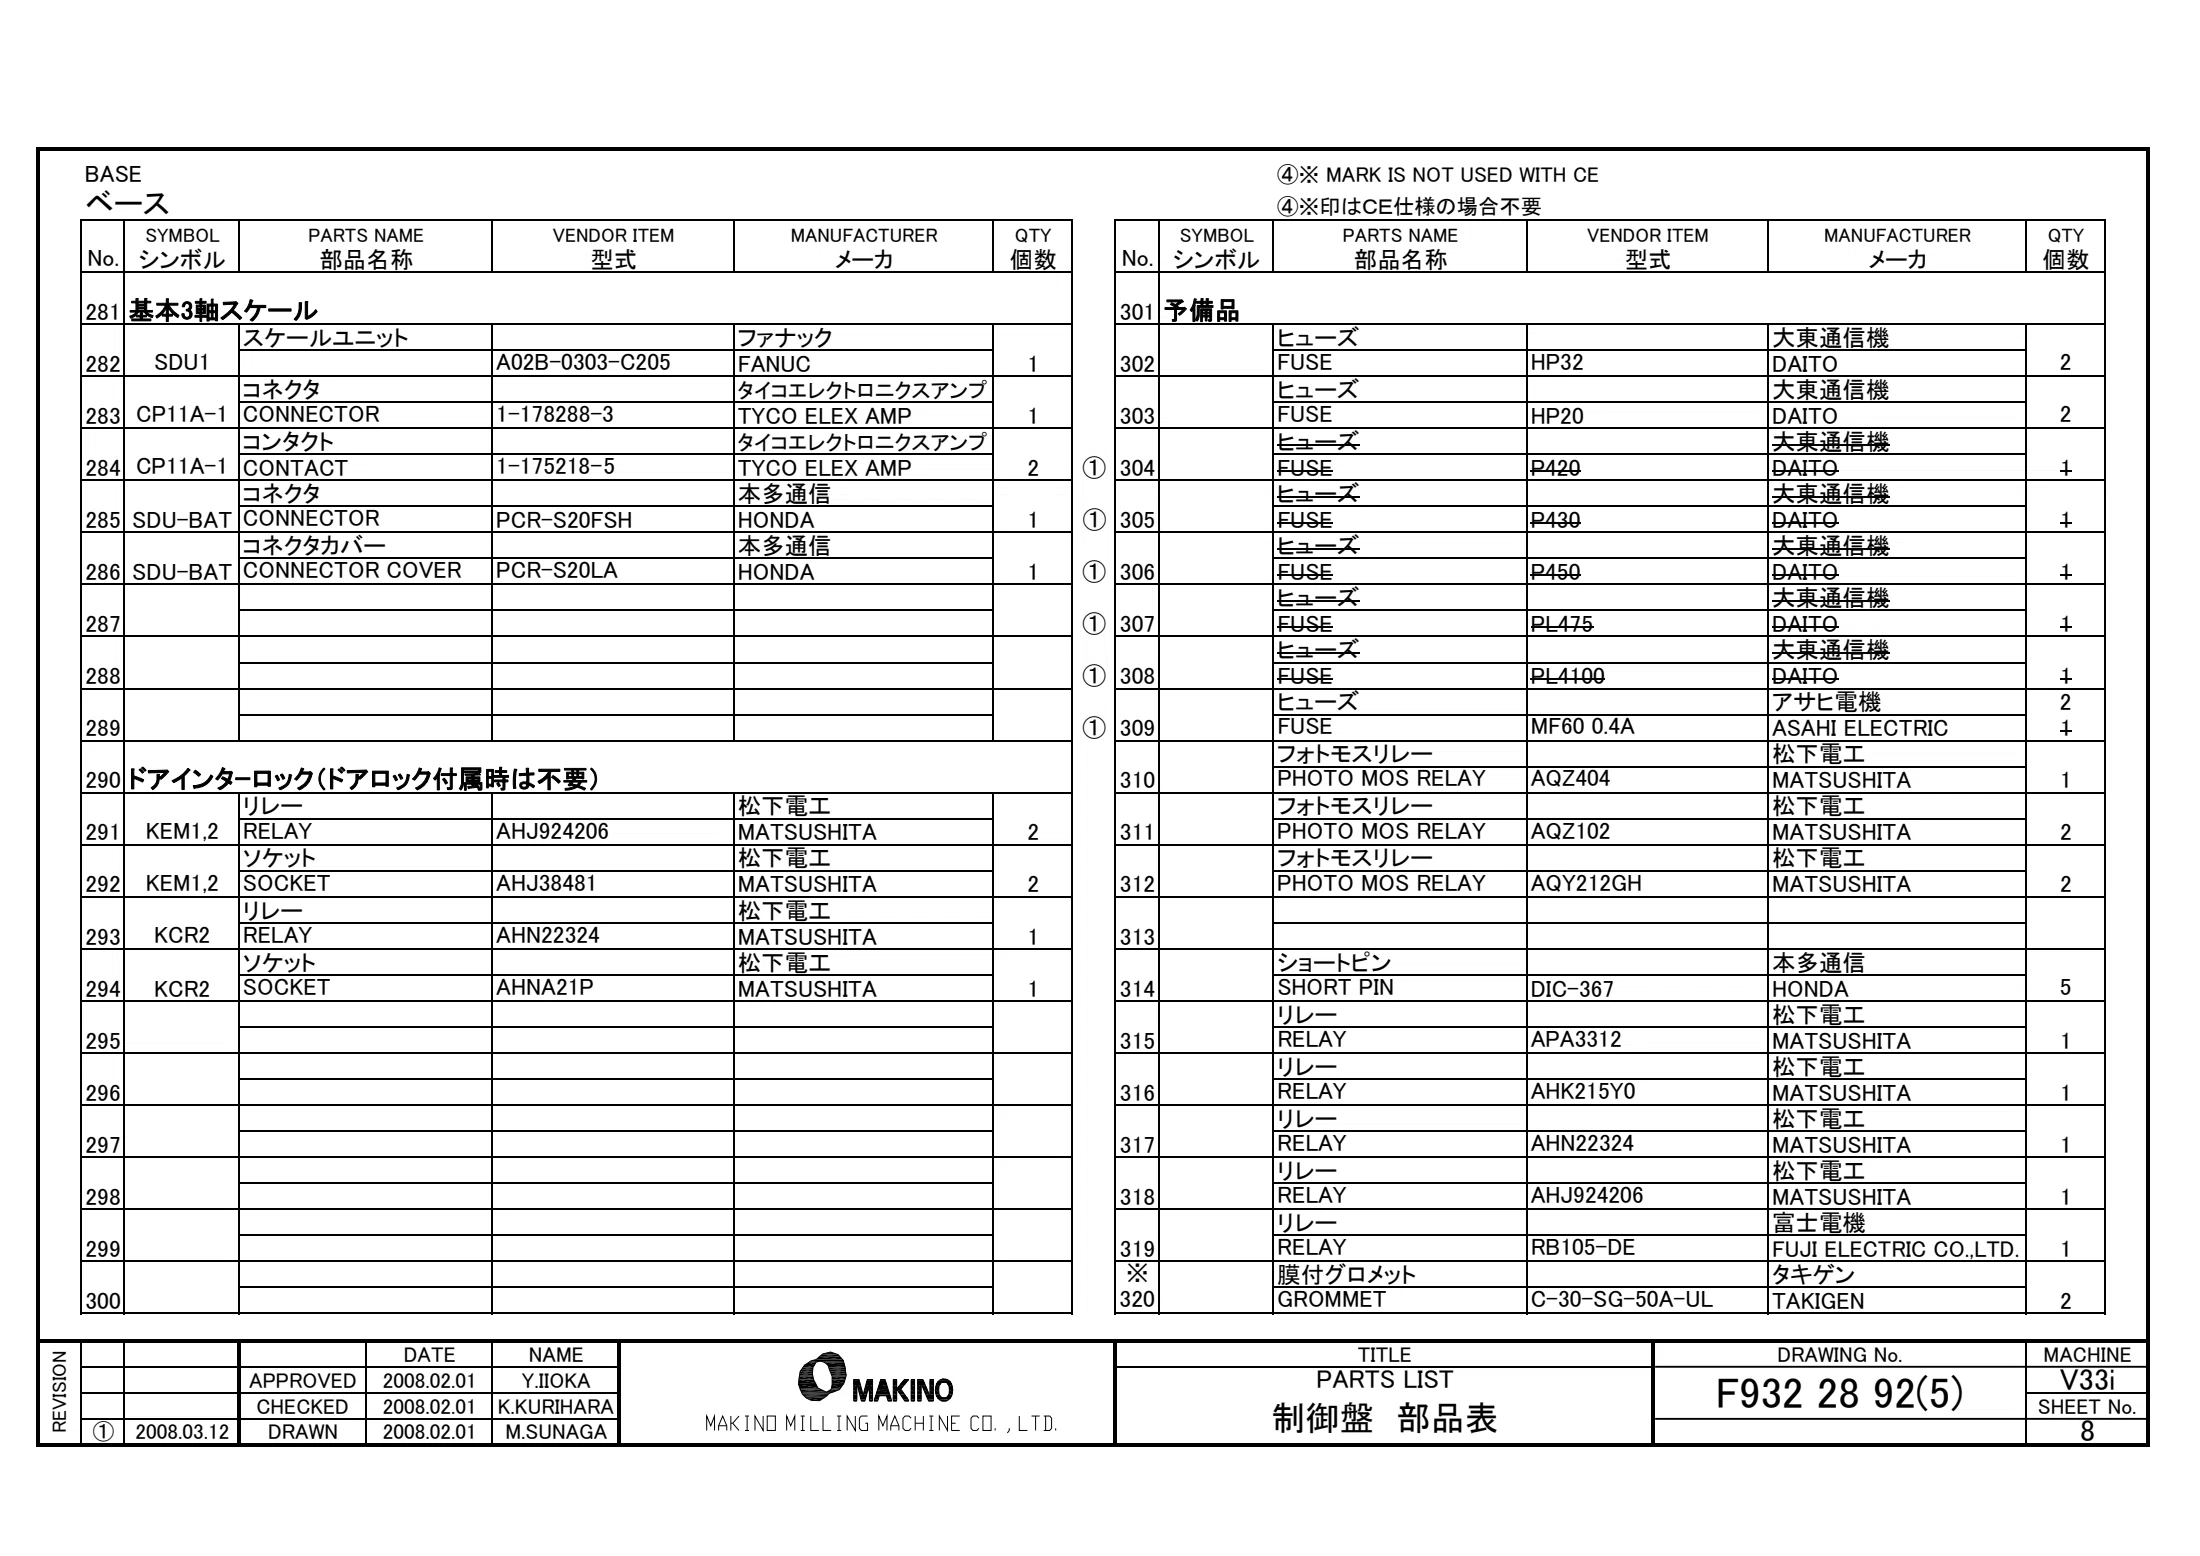 BASE
ベース
No. SYMBOL PARTS NAME VENDOR ITEM MANUFACTURER QTY
シンボル 部品名称 型式 メーカ 個数
281 基本3軸スケール
スケールユニット ファナック
282 SDU1 A02B-0303-C205 FANUC 1
コネクタ タイコエレクトロニクスアンプ
283 CP11A-1 CONNECTOR 1-178288-3 TYCO ELEX AMP 1
コンタクト タイコエレクトロニクスアンプ
284 CP11A-1 CONTACT 1-175218-5 TYCO ELEX AMP 2
コネクタ 本多通信
285 SDU-BAT CONNECTOR PCR-S20FSH HONDA 1
コネクタカバー 本多通信
286 SDU-BAT CONNECTOR COVER PCR-S20LA HONDA 1
287
288
289
290 ドアインターロック(ドアロック付属時は不要)
リレー 松下電工
291 KEM1,2 RELAY AHJ924206 MATSUSHITA 2
ソケット 松下電工
292 KEM1,2 SOCKET AHJ38481 MATSUSHITA 2
リレー 松下電工
293 KCR2 RELAY AHN22324 MATSUSHITA 1
ソケット 松下電工
294 KCR2 SOCKET AHNA21P MATSUSHITA 1
295
296
297
298
299
300
④※ MARK IS NOT USED WITH CE
④※印はCE仕様の場合不要
No. SYMBOL PARTS NAME VENDOR ITEM MANUFACTURER QTY
シンボル 部品名称 型式 メーカ 個数
301 予備品
ヒューズ 大東通信機
302 FUSE HP32 DAITO 2
ヒューズ 大東通信機
303 FUSE HP20 DAITO 2
ヒューズ 大東通信機
① 304 FUSE P420 DAITO 1
ヒューズ 大東通信機
① 305 FUSE P430 DAITO 1
ヒューズ 大東通信機
① 306 FUSE P450 DAITO 1
ヒューズ 大東通信機
① 307 FUSE PL475 DAITO 1
ヒューズ 大東通信機
① 308 FUSE PL4100 DAITO 1
ヒューズ アサヒ電機 2
① 309 FUSE MF60 0.4A ASAHI ELECTRIC 1
フォトモスリレー 松下電工
310 PHOTO MOS RELAY AQZ404 MATSUSHITA 1
フォトモスリレー 松下電工
311 PHOTO MOS RELAY AQZ102 MATSUSHITA 2
フォトモスリレー 松下電工
312 PHOTO MOS RELAY AQY212GH MATSUSHITA 2
313
ショートピン 本多通信
314 SHORT PIN DIC-367 HONDA 5
リレー 松下電工
315 RELAY APA3312 MATSUSHITA 1
リレー 松下電工
316 RELAY AHK215Y0 MATSUSHITA 1
リレー 松下電工
317 RELAY AHN22324 MATSUSHITA 1
リレー 松下電工
318 RELAY AHJ924206 MATSUSHITA 1
リレー 富士電機
319 RELAY RB105-DE FUJI ELECTRIC CO.,LTD. 1
※ 膜付グロメット タキゲン
320 GROMMET C-30-SG-50A-UL TAKIGEN 2
REVISION
DATE NAME
APPROVED 2008.02.01 Y.IIOKA
CHECKED 2008.02.01 K.KURIHARA
① 2008.03.12 DRAWN 2008.02.01 M.SUNAGA
MAKINO
MAKINO MILLING MACHINE CO. , LTD.
TITLE
PARTS LIST
制御盤 部品表
DRAWING No.
F932 28 92(5)
MACHINE
V33i
SHEET No.
8